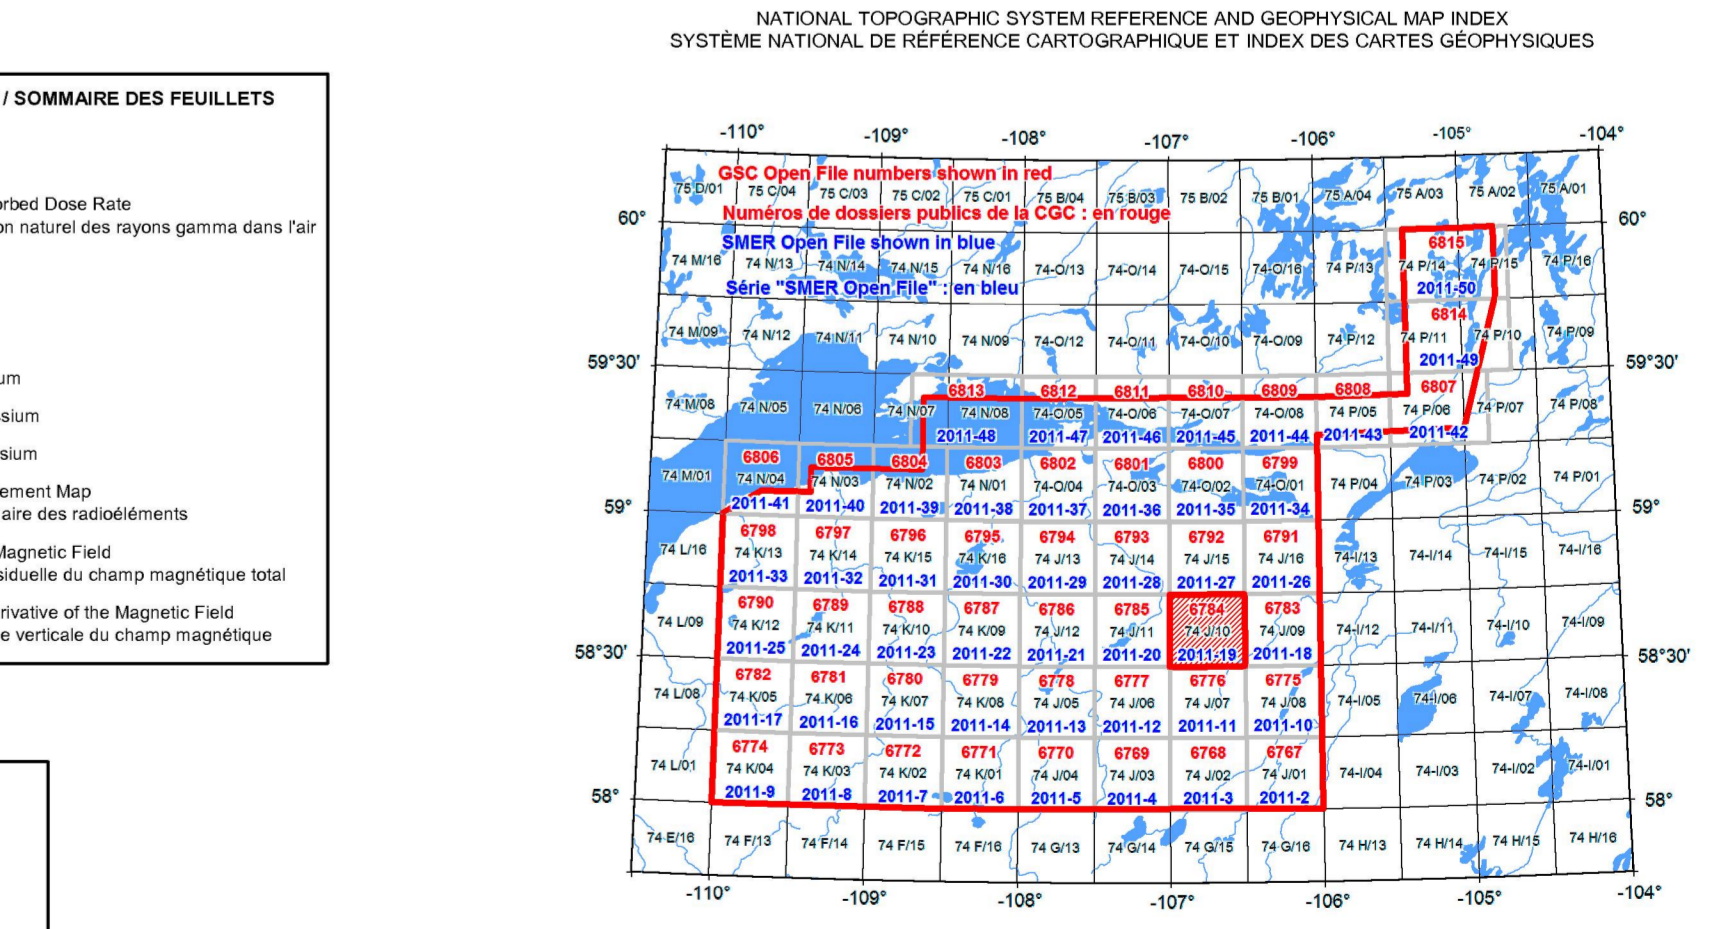 NATIONAL TOPOGRAPHIC SYSTEM REFERENCE AND GEOPHYSICAL MAP INDEX
SYSTÈME NATIONAL DE RÉFÉRENCE CARTOGRAPHIQUE ET INDEX DES CARTES GÉOPHYSIQUES
/ SOMMAIRE DES FEUILLETS
orbed Dose Rate
on naturel des rayons gamma dans l'air
um
ssium
sium
ement Map
aire des radioéléments
Magnetic Field
siduelle du champ magnétique total
rivative of the Magnetic Field
e verticale du champ magnétique
-110° -109° -108° -107° -106° -105° -104°
GSC Open File numbers shown in red
75 D/01 75 C/04 75 C/03 75 C/02 75 C/01 75 B/04 75 B/03 75 B/02 75 B/01 75 A/04 75 A/03 75 A/02 75 A/01
60° Numéros de dossiers publics de la CGC : en rouge 60°
SMER Open File shown in blue 6815
74 M/16 74 N/13 74 N/14 74 N/15 74 N/16 74-O/13 74-O/14 74-O/15 74-O/16 74 P/13 74 P/14 74 P/15 74 P/16
Série "SMER Open File" : en bleu 2011-50
6814
74 M/09 74 N/12 74 N/11 74 N/10 74 N/09 74-O/12 74-O/11 74-O/10 74-O/09 74 P/12 74 P/11 74 P/10 74 P/09
59°30' 2011-49 59°30'
6813 6812 6811 6810 6809 6808 6807
74 M/08 74 N/05 74 N/06 74 N/07 74 N/08 74-O/05 74-O/06 74-O/07 74-O/08 74 P/05 74 P/06 74 P/07 74 P/08
2011-48 2011-47 2011-46 2011-45 2011-44 2011-43 2011-42
6806 6805 6804 6803 6802 6801 6800 6799
74 M/01 74 N/04 74 N/03 74 N/02 74 N/01 74-O/04 74-O/03 74-O/02 74-O/01 74 P/04 74 P/03 74 P/02 74 P/01
59° 2011-41 2011-40 2011-39 2011-38 2011-37 2011-36 2011-35 2011-34 59°
6798 6797 6796 6795 6794 6793 6792 6791
74 L/16 74 K/13 74 K/14 74 K/15 74 K/16 74 J/13 74 J/14 74 J/15 74 J/16 74-I/13 74-I/14 74-I/15 74-I/16
2011-33 2011-32 2011-31 2011-30 2011-29 2011-28 2011-27 2011-26
6790 6789 6788 6787 6786 6785 6784 6783
74 L/09 74 K/12 74 K/11 74 K/10 74 K/09 74 J/12 74 J/11 74 J/10 74 J/09 74-I/12 74-I/11 74-I/10 74-I/09
58°30' 2011-25 2011-24 2011-23 2011-22 2011-21 2011-20 2011-19 2011-18 58°30'
6782 6781 6780 6779 6778 6777 6776 6775
74 L/08 74 K/05 74 K/06 74 K/07 74 K/08 74 J/05 74 J/06 74 J/07 74 J/08 74-I/05 74-I/06 74-I/07 74-I/08
2011-17 2011-16 2011-15 2011-14 2011-13 2011-12 2011-11 2011-10
6774 6773 6772 6771 6770 6769 6768 6767
74 L/01 74 K/04 74 K/03 74 K/02 74 K/01 74 J/04 74 J/03 74 J/02 74 J/01 74-I/04 74-I/03 74-I/02 74-I/01
58° 2011-9 2011-8 2011-7 2011-6 2011-5 2011-4 2011-3 2011-2 58°
74 E/16 74 F/13 74 F/14 74 F/15 74 F/16 74 G/13 74 G/14 74 G/15 74 G/16 74 H/13 74 H/14 74 H/15 74 H/16
-110° -109° -108° -107° -106° -105° -104°